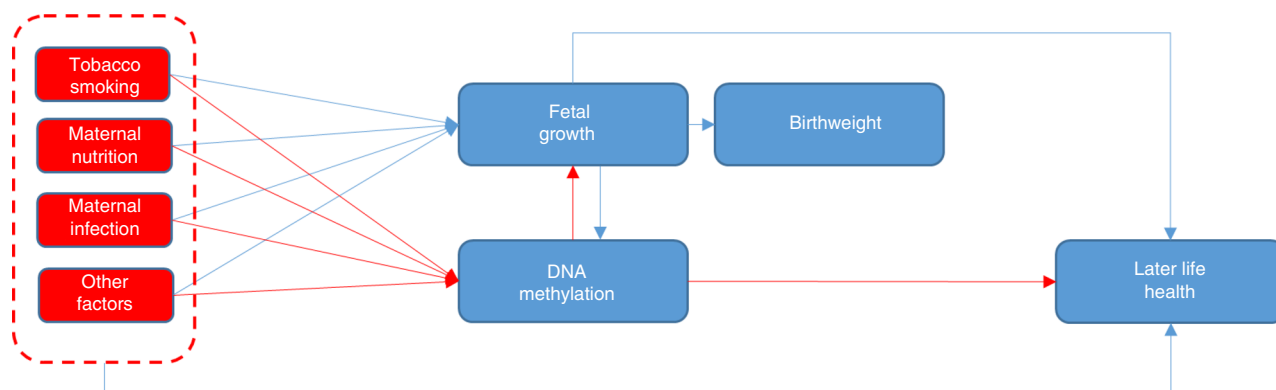 Tobacco
smoking
Maternal
nutrition
Maternal
infection
Other
factors
Fetal
growth
Birthweight
DNA
methylation
Later life
health